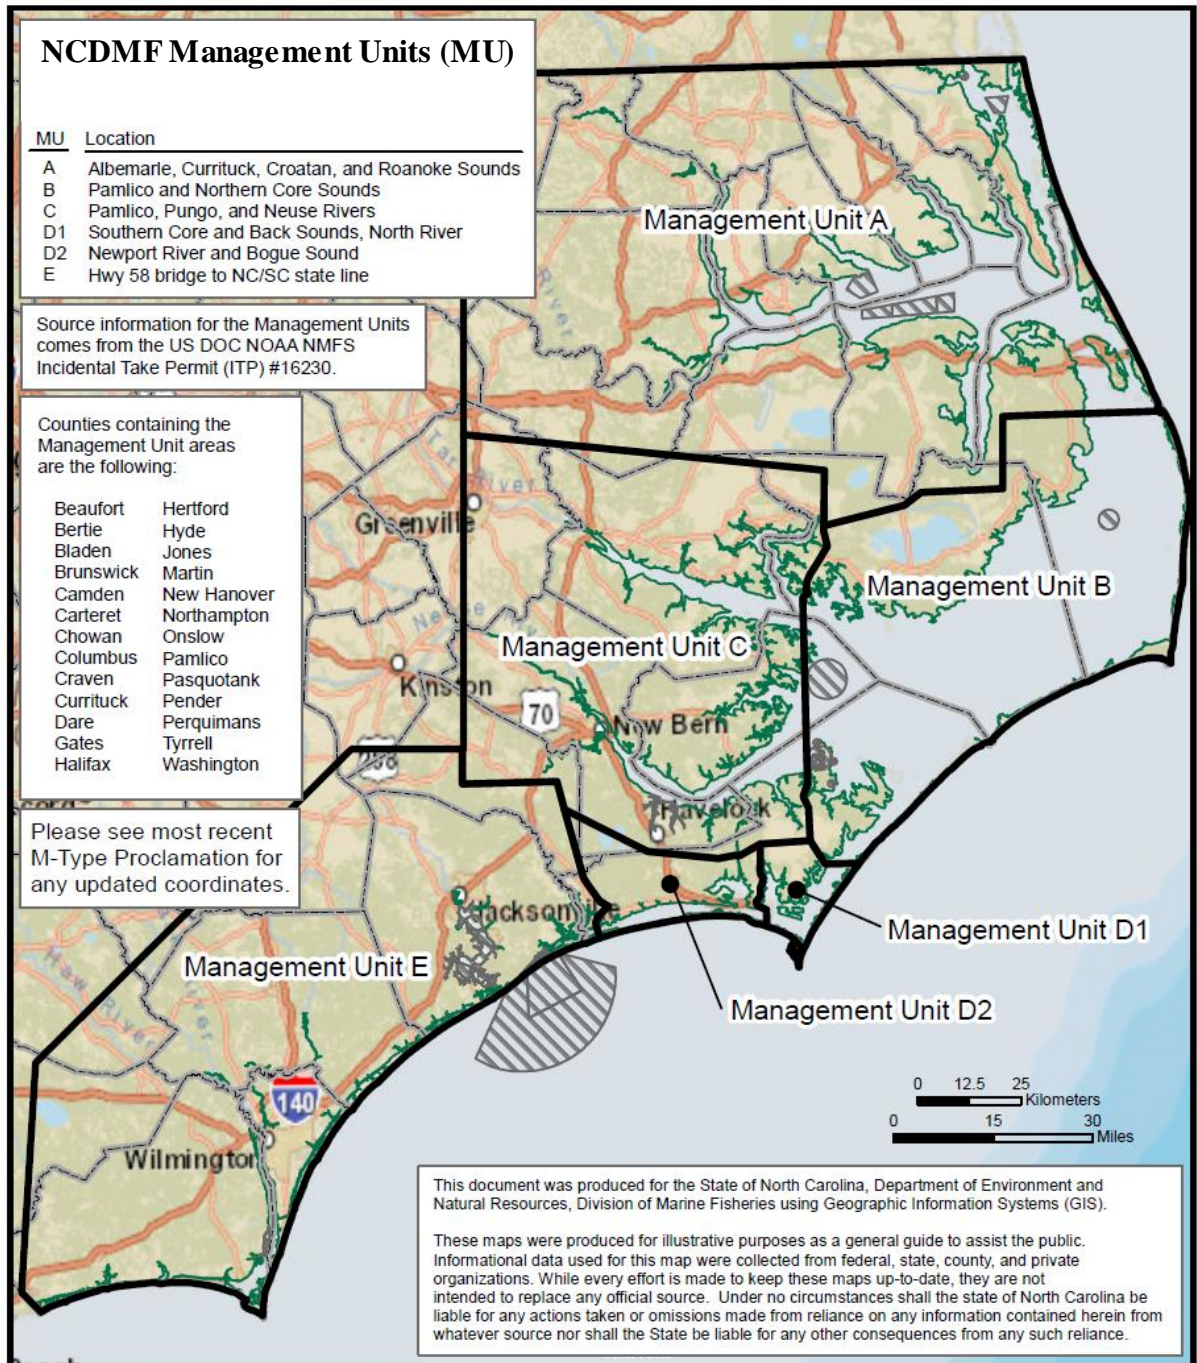 NCDMF Management Units (MU)
MU Location
A Albemarle, Currituck, Croatan, and Roanoke Sounds
B Pamlico and Northern Core Sounds
C Pamlico, Pungo, and Neuse Rivers
D1 Southern Core and Back Sounds, North River
D2 Newport River and Bogue Sound
E Hwy 58 bridge to NC/SC state line
Source information for the Management Units
comes from the US DOC NOAA NMFS
Incidental Take Permit (ITP) #16230.
Counties containing the
Management Unit areas
are the following:
Beaufort Hertford
Bertie Hyde
Bladen Jones
Brunswick Martin
Camden New Hanover
Carteret Northampton
Chowan Onslow
Columbus Pamlico
Craven Pasquotank
Currituck Pender
Dare Perquimans
Gates Tyrrell
Halifax Washington
Please see most recent
M-Type Proclamation for
any updated coordinates.
Management Unit A
River
Tar River
Greenville
Management Unit B
Neuse
Management Unit C
Kinston
70
New Bern
258
Havelock
Jacksonville
Management Unit D1
Management Unit E
Haw River
River
Management Unit D2
140
Wilmington
0 12.5 25
Kilometers
0 15 30
Miles
This document was produced for the State of North Carolina, Department of Environment and
Natural Resources, Division of Marine Fisheries using Geographic Information Systems (GIS).
These maps were produced for illustrative purposes as a general guide to assist the public.
Informational data used for this map were collected from federal, state, county, and private
organizations. While every effort is made to keep these maps up-to-date, they are not
intended to replace any official source. Under no circumstances shall the state of North Carolina be
liable for any actions taken or omissions made from reliance on any information contained herein from
whatever source nor shall the State be liable for any other consequences from any such reliance.